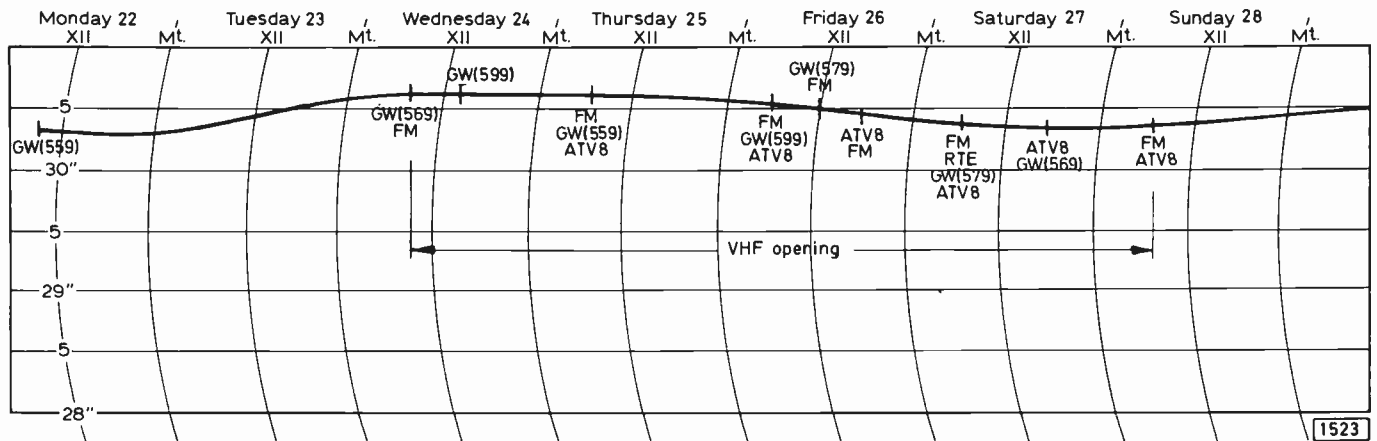 Monday 22 Tuesday 23 Wednesday 24 Thursday 25 Friday 26 Saturday 27 Sunday 28
XII Mt. XII Mt. XII Mt. XII Mt. XII Mt. XII Mt. XII Mt.
GW(559)
GW(569)
FM
GW(599)
FM
GW(559)
ATV8
FM
GW(599)
ATV8
GW(579)
FM
ATV8
FM
FM
RTE
GW(579)
ATV8
ATV8
GW(569)
FM
ATV8
5
30"
5
29"
5
28"
VHF opening
1523